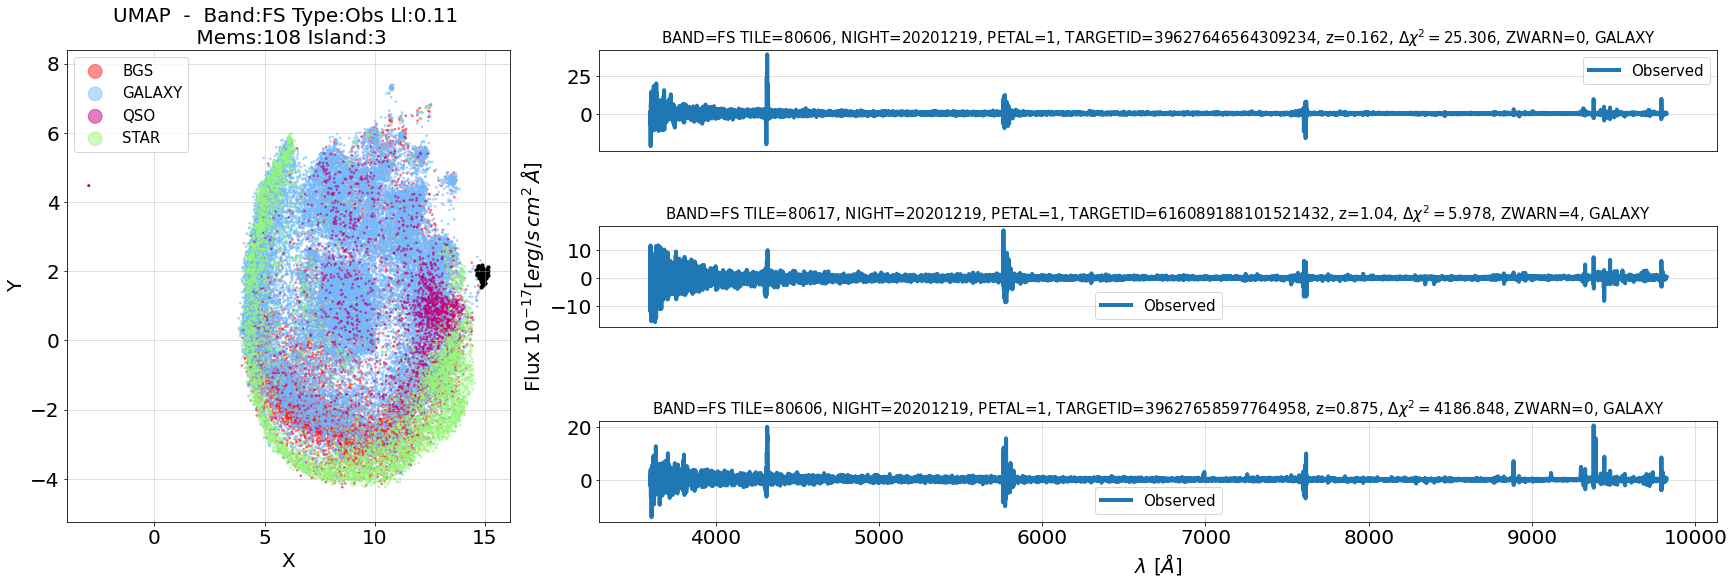 UMAP - Band:FS Type:Obs Ll:0.11
Mems:108 Island:3
BGS
GALAXY
QSO
STAR
8
6
4
2
0
−2
−4
Y
0
5
10
15
X
Flux 10⁻¹⁷[erg/s cm² Å]
BAND=FS TILE=80606, NIGHT=20201219, PETAL=1, TARGETID=39627646564309234, z=0.162, Δχ² = 25.306, ZWARN=0, GALAXY
25
0
Observed
BAND=FS TILE=80617, NIGHT=20201219, PETAL=1, TARGETID=616089188101521432, z=1.04, Δχ² = 5.978, ZWARN=4, GALAXY
10
0
−10
Observed
BAND=FS TILE=80606, NIGHT=20201219, PETAL=1, TARGETID=39627658597764958, z=0.875, Δχ² = 4186.848, ZWARN=0, GALAXY
20
0
Observed
4000
5000
6000
7000
8000
9000
10000
λ [Å]